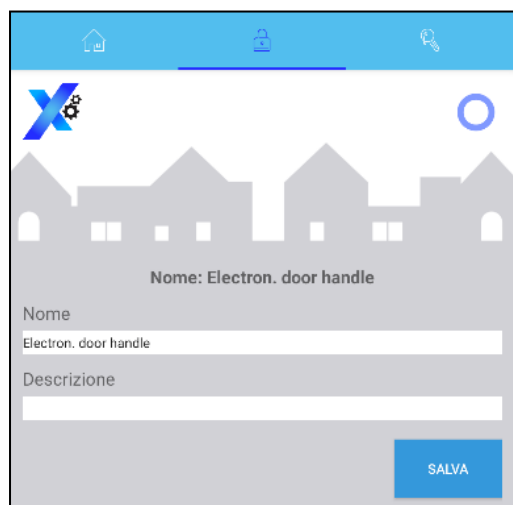 Nome: Electron. door handle
Nome
Electron. door handle
Descrizione
SALVA